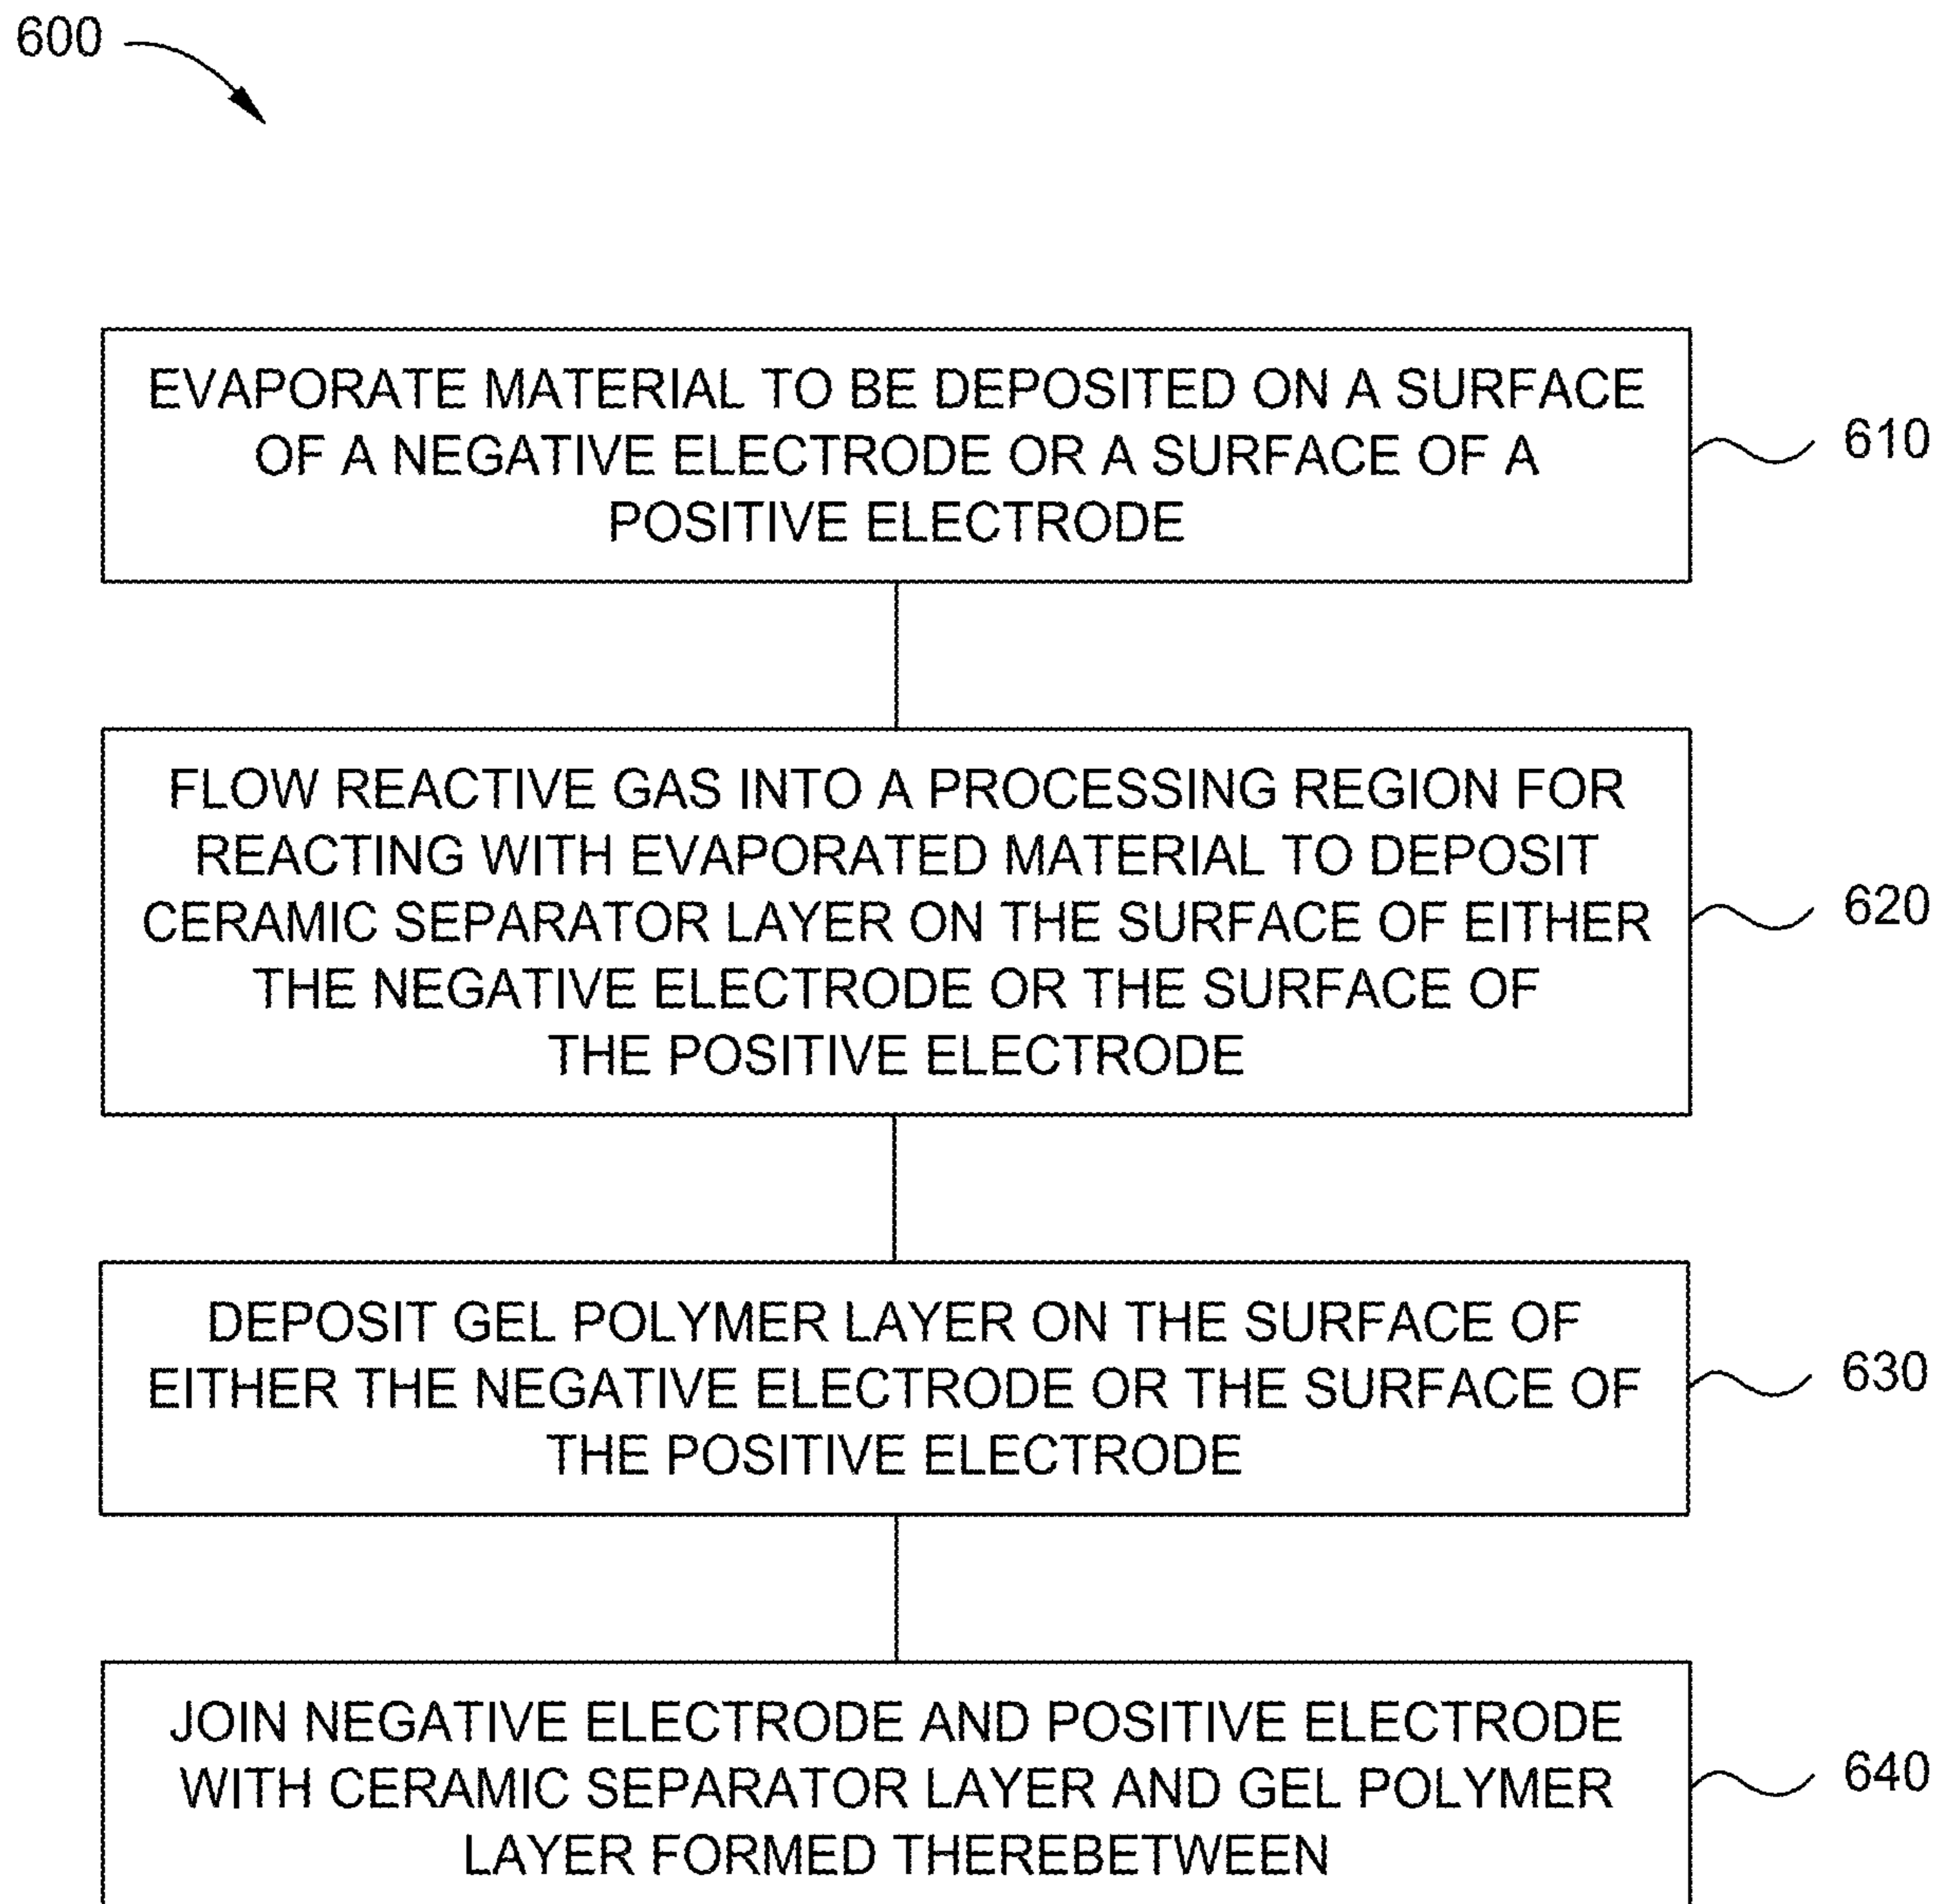 600
EVAPORATE MATERIAL TO BE DEPOSITED ON A SURFACE
OF A NEGATIVE ELECTRODE OR A SURFACE OF A
POSITIVE ELECTRODE
610
FLOW REACTIVE GAS INTO A PROCESSING REGION FOR
REACTING WITH EVAPORATED MATERIAL TO DEPOSIT
CERAMIC SEPARATOR LAYER ON THE SURFACE OF EITHER
THE NEGATIVE ELECTRODE OR THE SURFACE OF
THE POSITIVE ELECTRODE
620
DEPOSIT GEL POLYMER LAYER ON THE SURFACE OF
EITHER THE NEGATIVE ELECTRODE OR THE SURFACE OF
THE POSITIVE ELECTRODE
630
JOIN NEGATIVE ELECTRODE AND POSITIVE ELECTRODE
WITH CERAMIC SEPARATOR LAYER AND GEL POLYMER
LAYER FORMED THEREBETWEEN
640